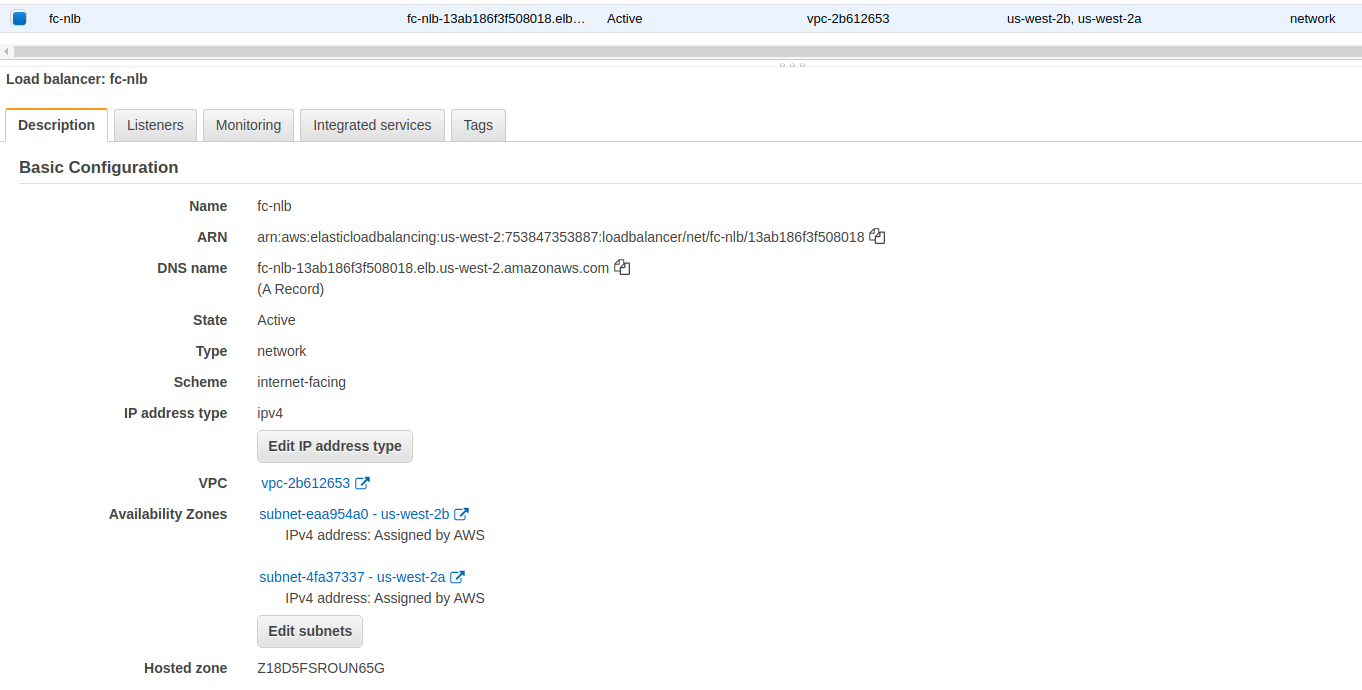 fc-nlb fc-nlb-13ab186f3f508018.elb… Active vpc-2b612653 us-west-2b, us-west-2a network
Load balancer: fc-nlb
Description Listeners Monitoring Integrated services Tags
Basic Configuration
Name fc-nlb
ARN arn:aws:elasticloadbalancing:us-west-2:753847353887:loadbalancer/net/fc-nlb/13ab186f3f508018
DNS name fc-nlb-13ab186f3f508018.elb.us-west-2.amazonaws.com
(A Record)
State Active
Type network
Scheme internet-facing
IP address type ipv4
Edit IP address type
VPC vpc-2b612653
Availability Zones subnet-eaa954a0 - us-west-2b
IPv4 address: Assigned by AWS
subnet-4fa37337 - us-west-2a
IPv4 address: Assigned by AWS
Edit subnets
Hosted zone Z18D5FSROUN65G